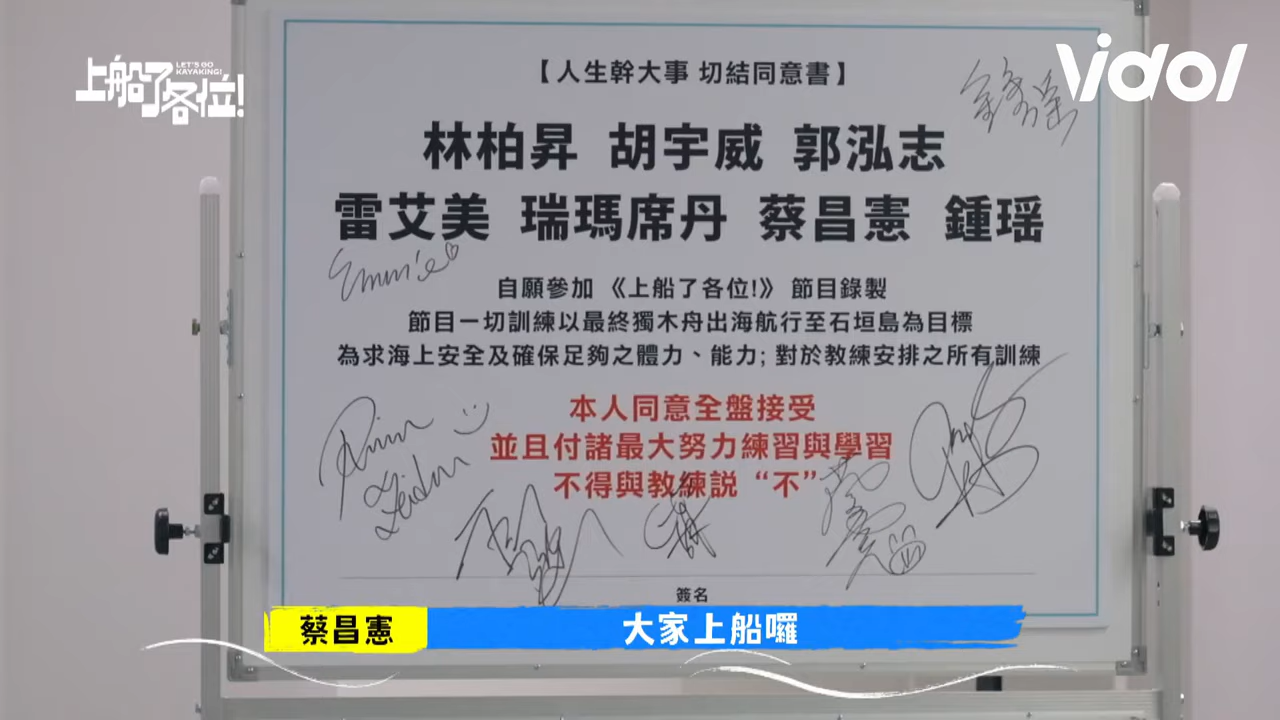 上船了各位!
LET'S GO
KAYAKING!
Vidol
【人生幹大事 切結同意書】
林柏昇 胡宇威 郭泓志
雷艾美 瑞瑪席丹 蔡昌憲 鍾瑶
Emmie
自願參加《上船了各位!》節目錄製
節目一切訓練以最終獨木舟出海航行至石垣島為目標
為求海上安全及確保足夠之體力、能力; 對於教練安排之所有訓練
本人同意全盤接受
並且付諸最大努力練習與學習
不得與教練説“不”
簽名
蔡昌憲
大家上船囉